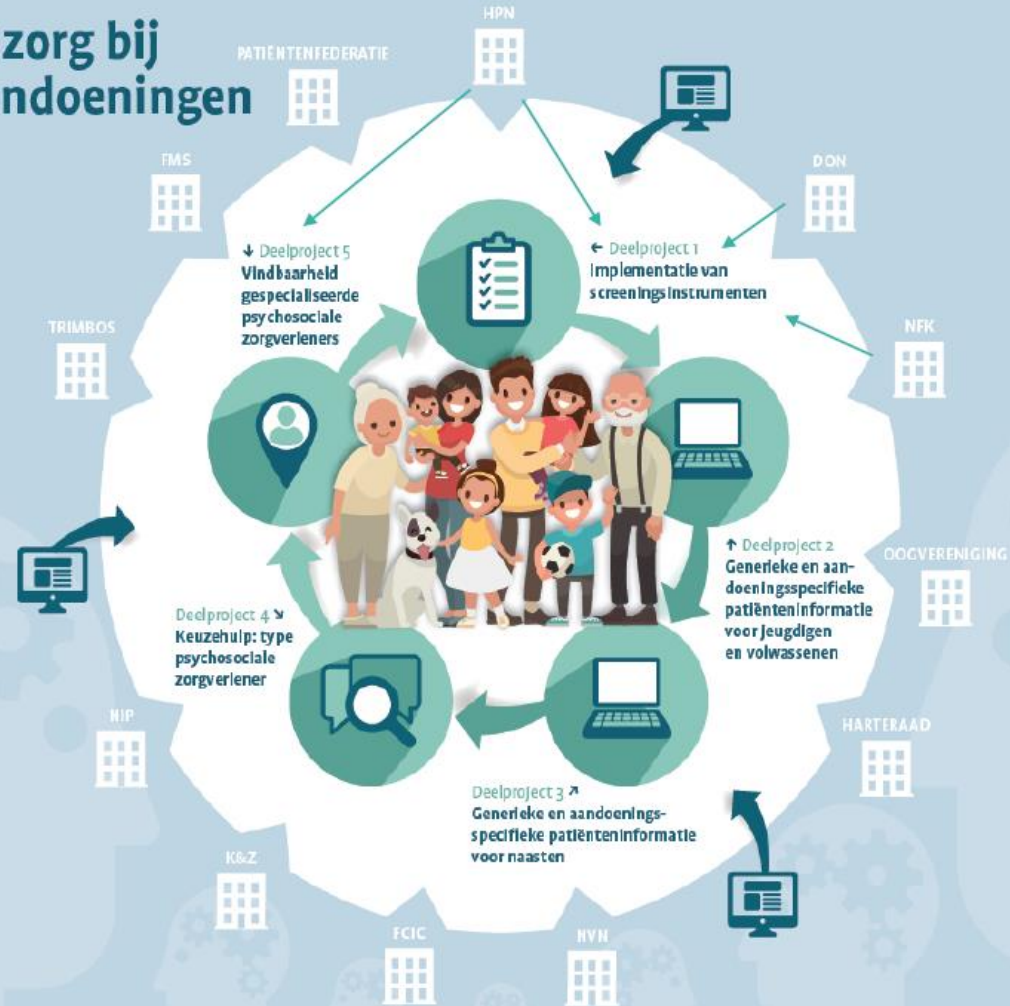 zorg bij
ndoeningen
HPN
PATIËNTENFEDERATIE
FMS
DON
TRIMBOS
NFK
↓ Deelproject 5
Vindbaarheid
gespecialiseerde
psychosociale
zorgverleners
← Deelproject 1
Implementatie van
screeningsinstrumenten
↑ Deelproject 2
Generieke en aan-
doeningsspecifieke
patiënteninformatie
voor jeugdigen
en volwassenen
OOGVERENIGING
Deelproject 4 ↘
Keuzehulp: type
psychosociale
zorgverlener
NIP
HARTERAAD
Deelproject 3 ↗
Generieke en aandoenings-
specifieke patiënteninformatie
voor naasten
K&Z
FCIC
NVN